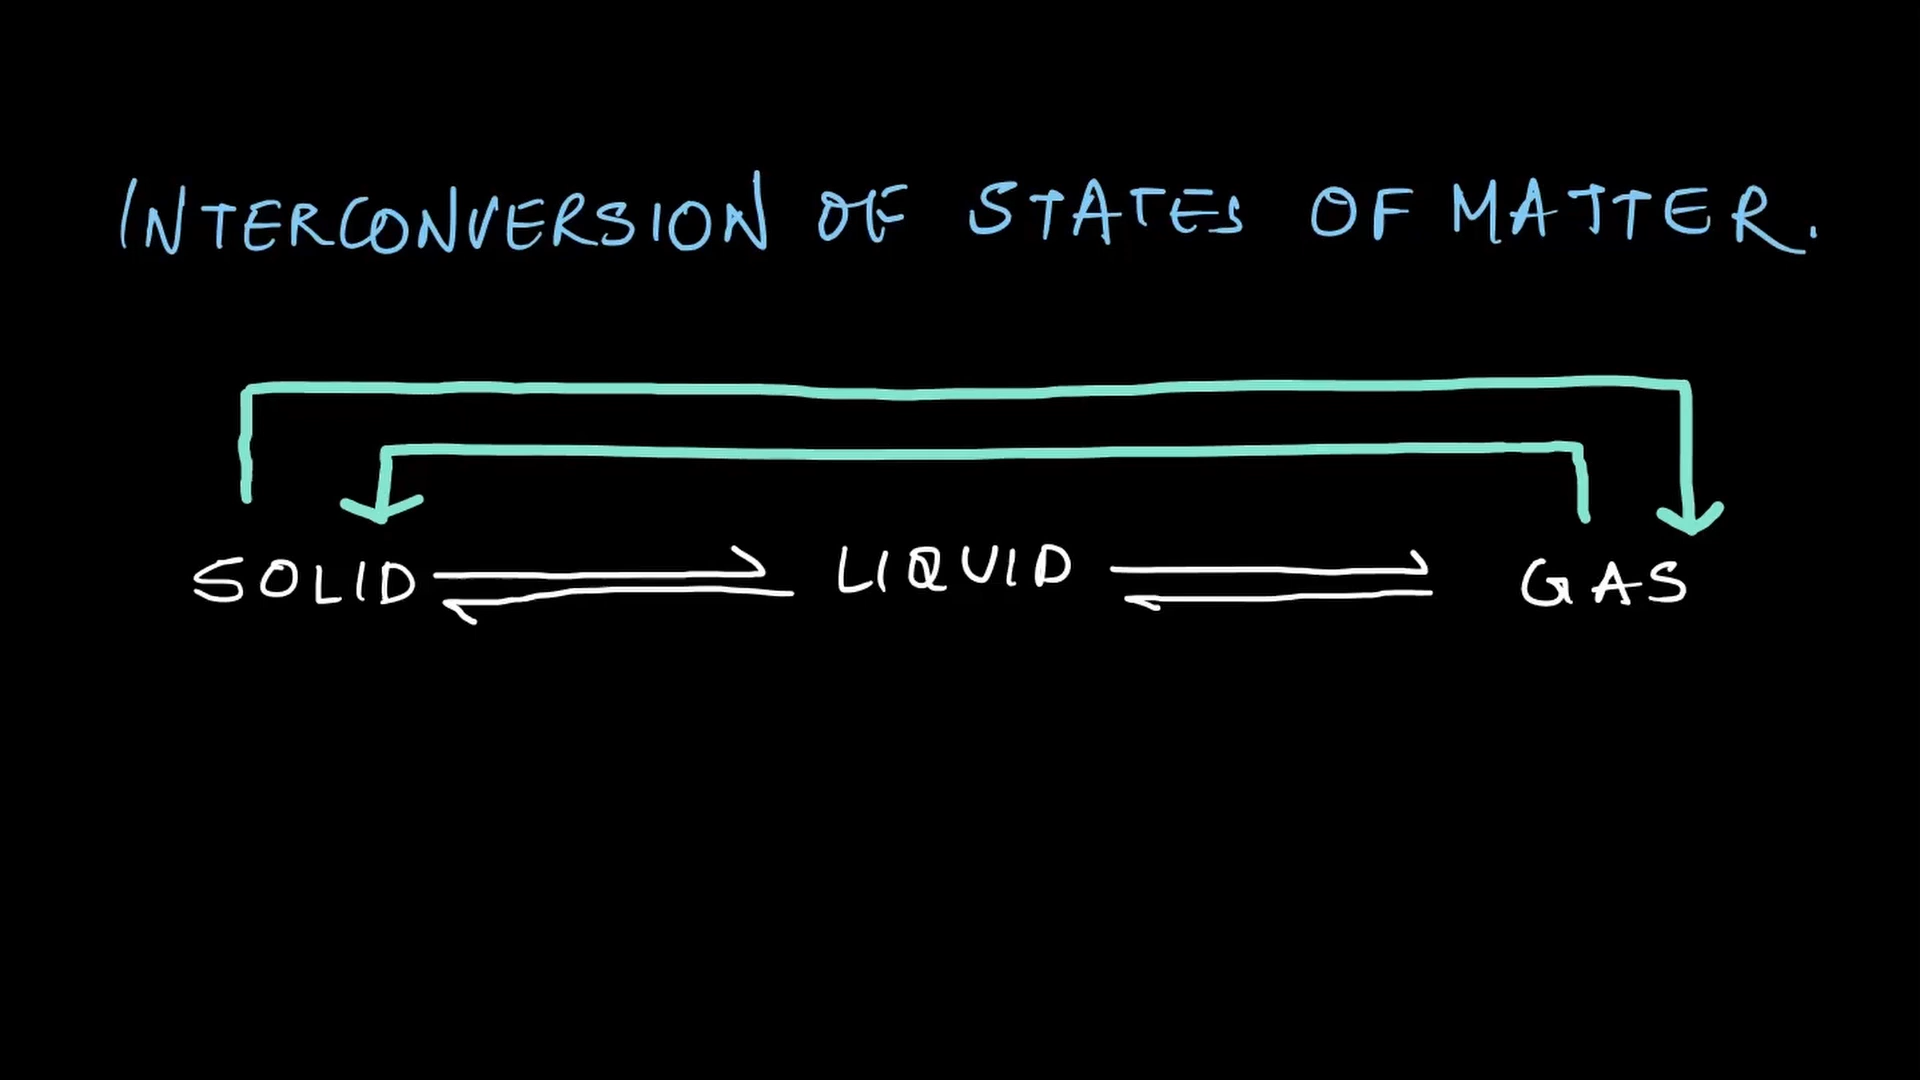 INTERCONVERSION OF STATES OF MATTER.
SOLID LIQUID GAS